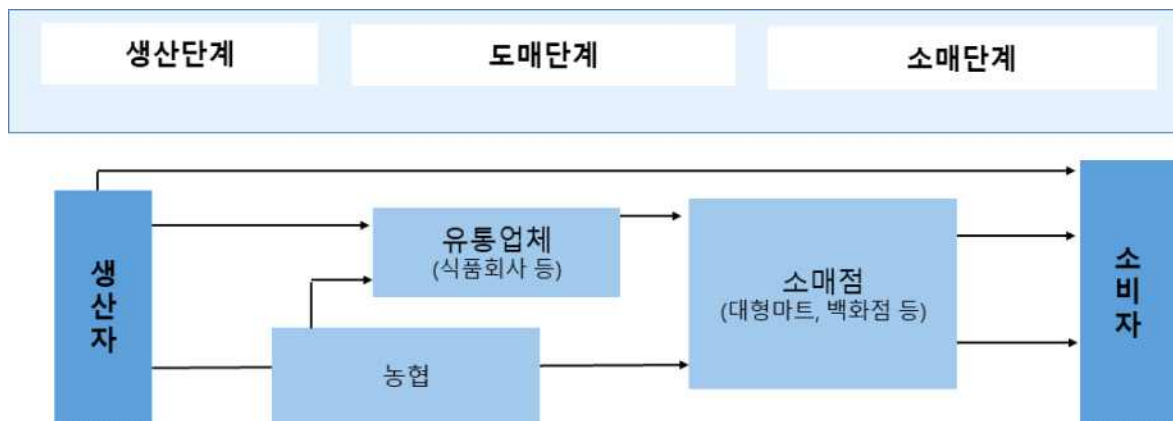 생산단계
도매단계
소매단계
생산자
유통업체
(식품회사 등)
농협
소매점
(대형마트, 백화점 등)
소비자